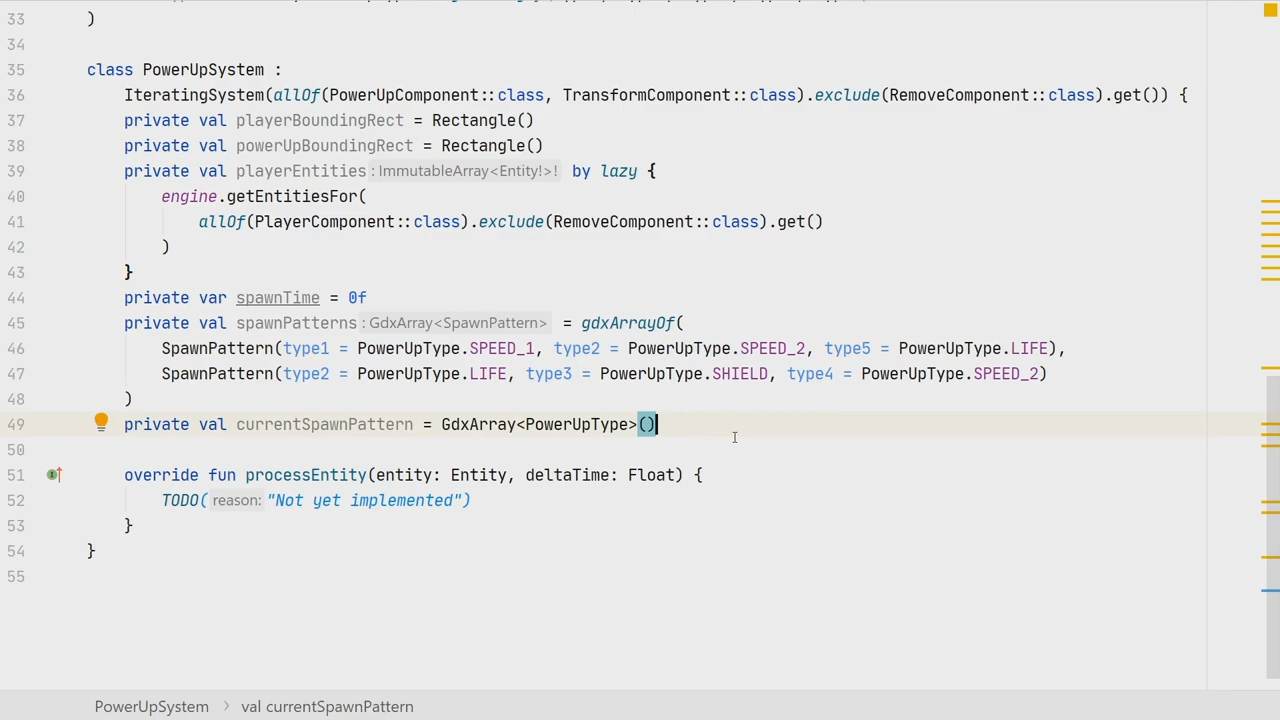 33 )
34
35 class PowerUpSystem :
36 IteratingSystem(allOf(PowerUpComponent::class, TransformComponent::class).exclude(RemoveComponent::class).get()) {
37 private val playerBoundingRect = Rectangle()
38 private val powerUpBoundingRect = Rectangle()
39 private val playerEntities : ImmutableArray<Entity!>! by lazy {
40 engine.getEntitiesFor(
41 allOf(PlayerComponent::class).exclude(RemoveComponent::class).get()
42 )
43 }
44 private var spawnTime = 0f
45 private val spawnPatterns : GdxArray<SpawnPattern> = gdxArrayOf(
46 SpawnPattern(type1 = PowerUpType.SPEED_1, type2 = PowerUpType.SPEED_2, type5 = PowerUpType.LIFE),
47 SpawnPattern(type2 = PowerUpType.LIFE, type3 = PowerUpType.SHIELD, type4 = PowerUpType.SPEED_2)
48 )
49 private val currentSpawnPattern = GdxArray<PowerUpType>()
50
51 override fun processEntity(entity: Entity, deltaTime: Float) {
52 TODO( reason: "Not yet implemented")
53 }
54 }
55
PowerUpSystem > val currentSpawnPattern